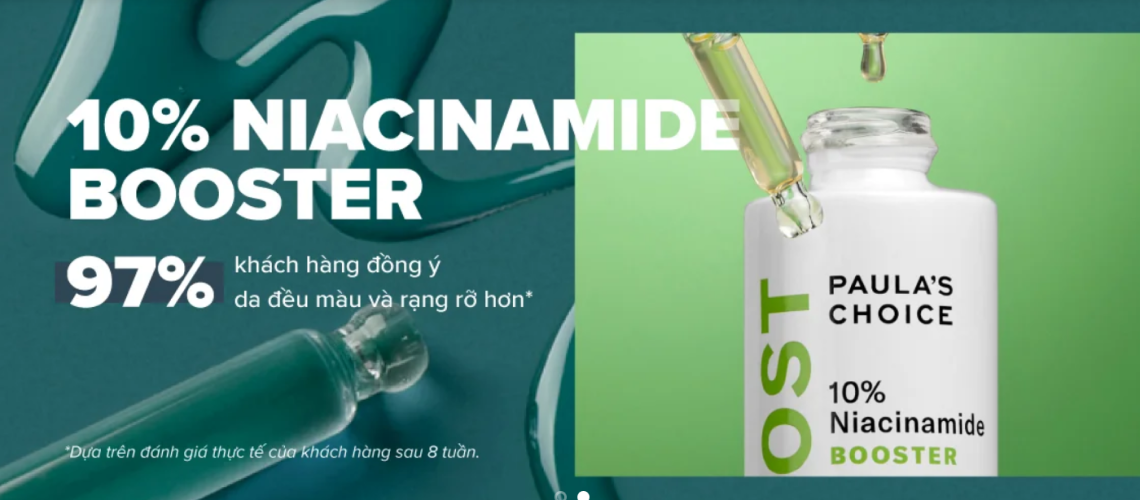 10% NIACINAMIDE
BOOSTER
97%
khách hàng đồng ý
da đều màu và rạng rỡ hơn*
*Dựa trên đánh giá thực tế của khách hàng sau 8 tuần.
OST
PAULA'S
CHOICE
10%
Niacinamide
BOOSTER